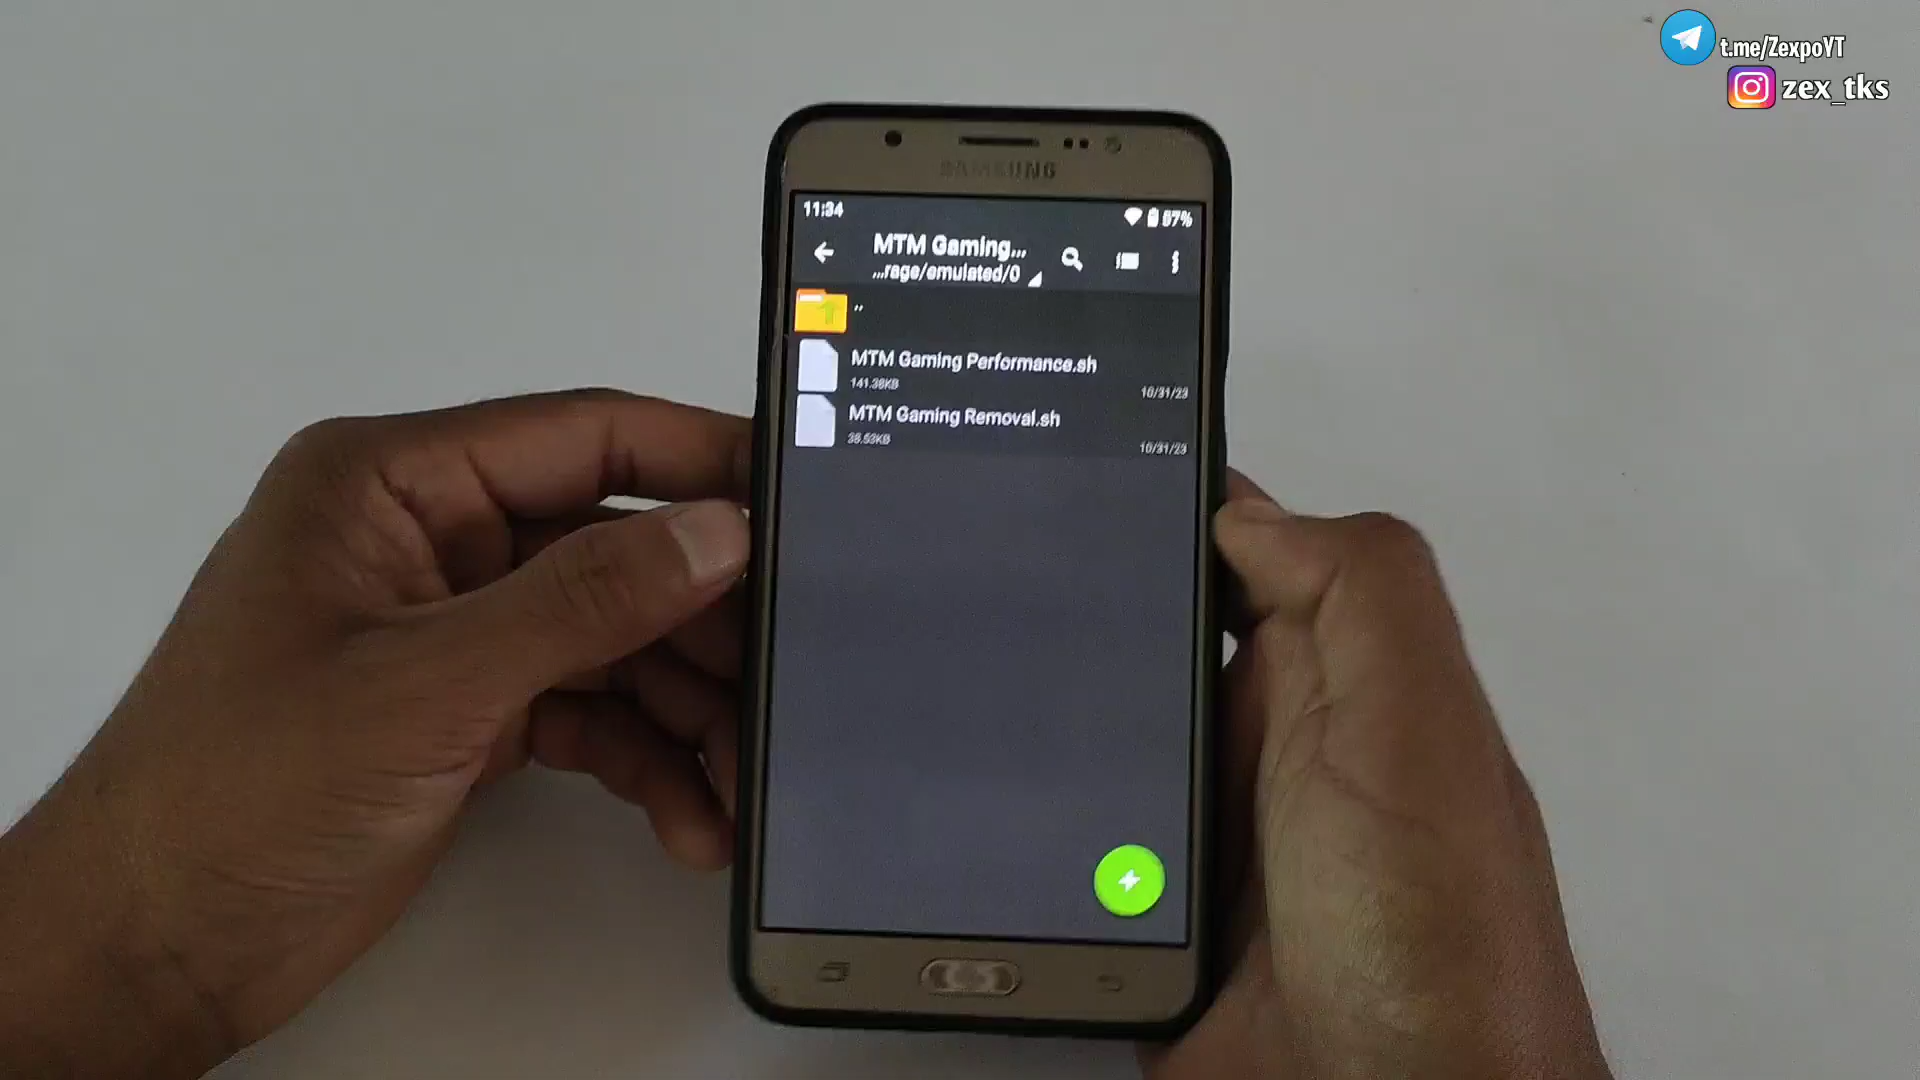 t.me/ZexpoYT
zex_tks
SAMSUNG
11:34
67%
MTM Gaming...
...rage/emulated/0
..
MTM Gaming Performance.sh
141.38KB
10/31/23
MTM Gaming Removal.sh
38.53KB
10/31/23